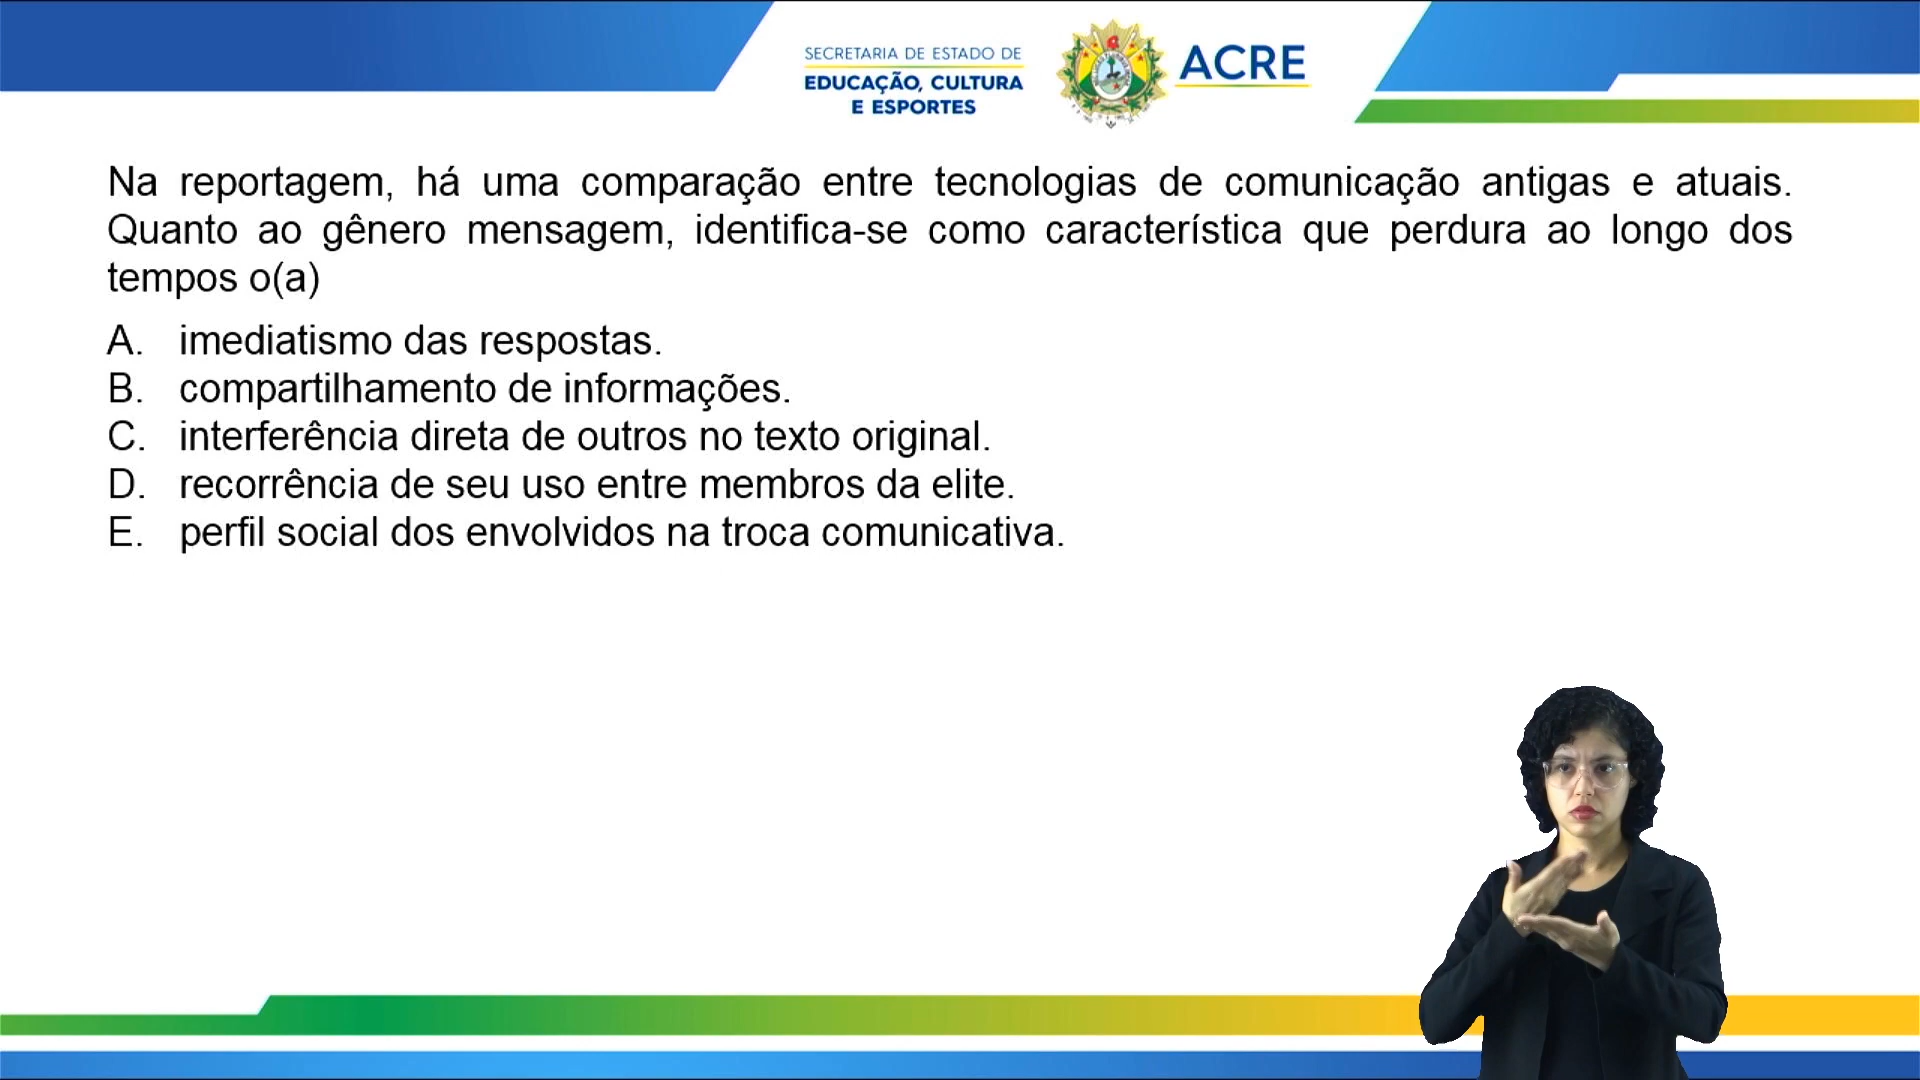 SECRETARIA DE ESTADO DE
EDUCAÇÃO, CULTURA
E ESPORTES
ACRE
Na reportagem, há uma comparação entre tecnologias de comunicação antigas e atuais.
Quanto ao gênero mensagem, identifica-se como característica que perdura ao longo dos
tempos o(a)
A. imediatismo das respostas.
B. compartilhamento de informações.
C. interferência direta de outros no texto original.
D. recorrência de seu uso entre membros da elite.
E. perfil social dos envolvidos na troca comunicativa.